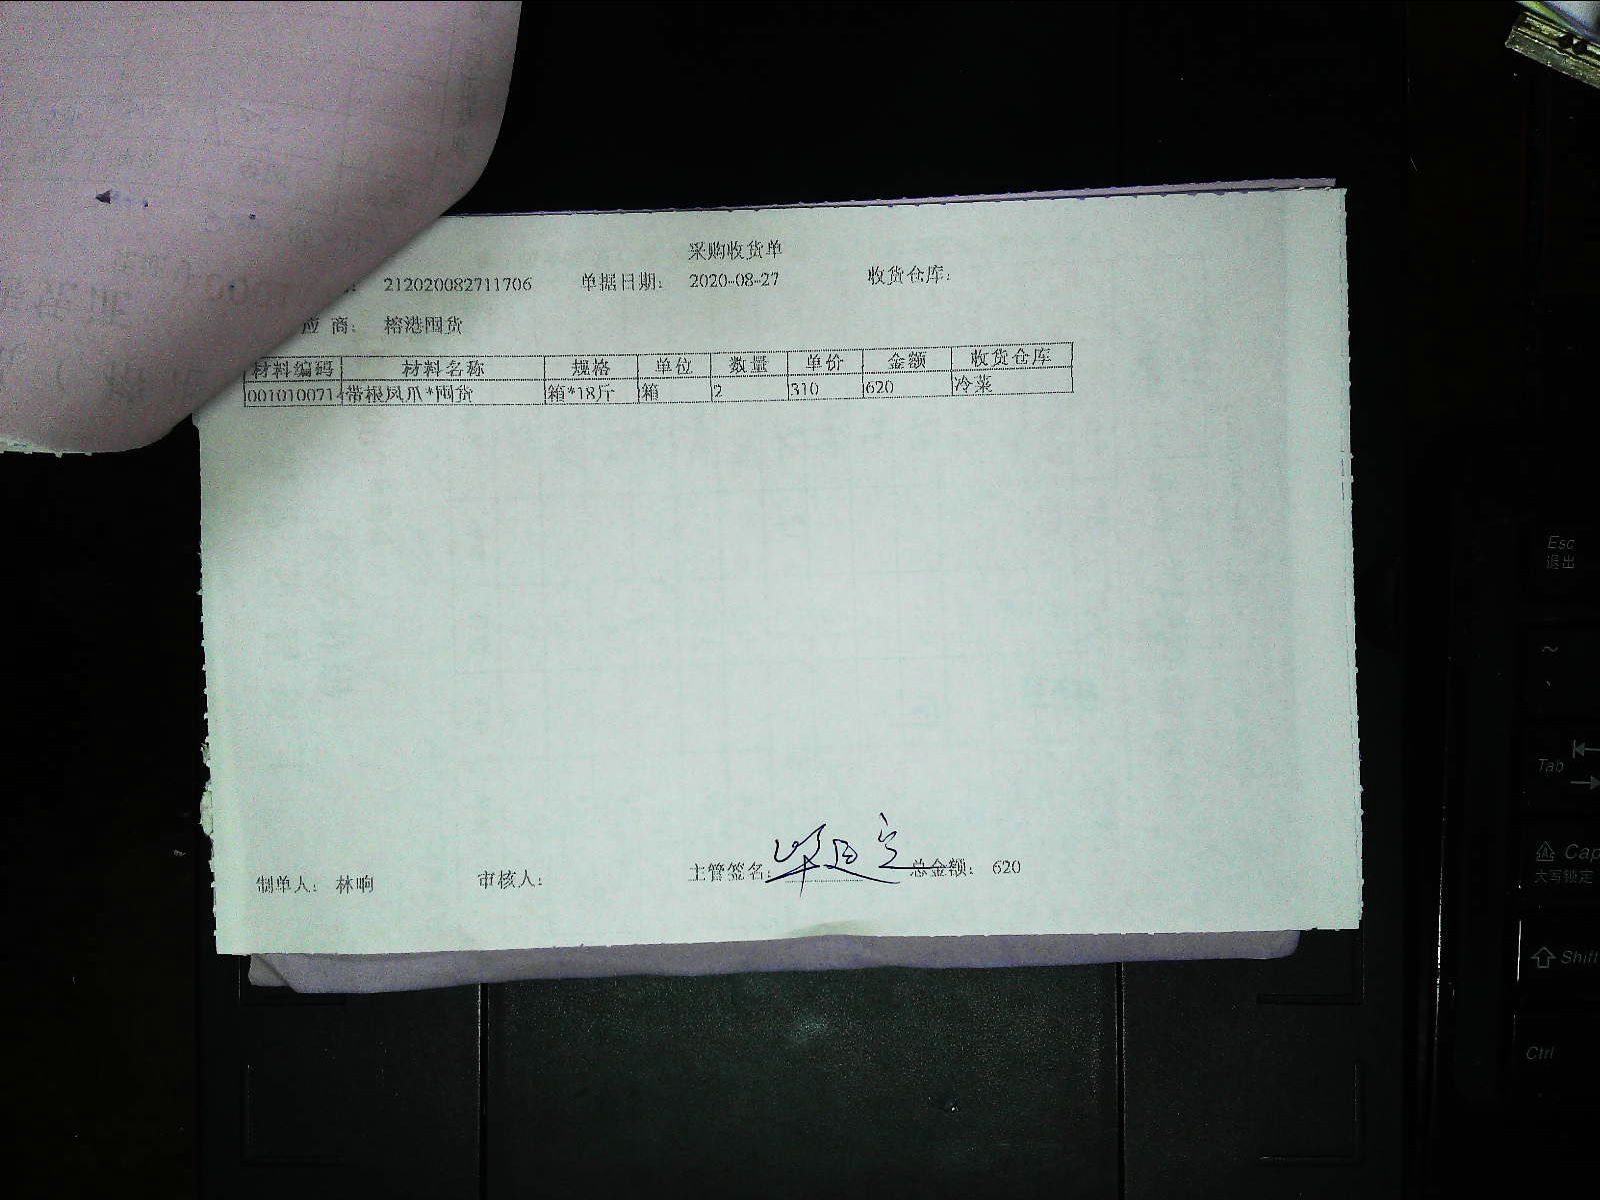 采购收货单
212020082711706 单据日期: 2020-08-27 收货仓库:
应 商: 榕港囤货
材料编码 材料名称 规格 单位 数量 单价 金额 收货仓库
001010071 带根凤爪*囤货 箱*18斤 箱 2 310 620 冷菜
制单人: 林响 审核人: 主管签名: 总金额: 620
Esc
退出
~
Tab
Cap
大写锁定
Shift
Ctrl